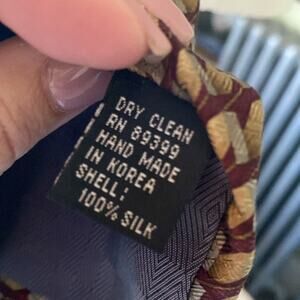 DRY CLEAN
RN 89399
HAND MADE
IN KOREA
SHELL:
100% SILK